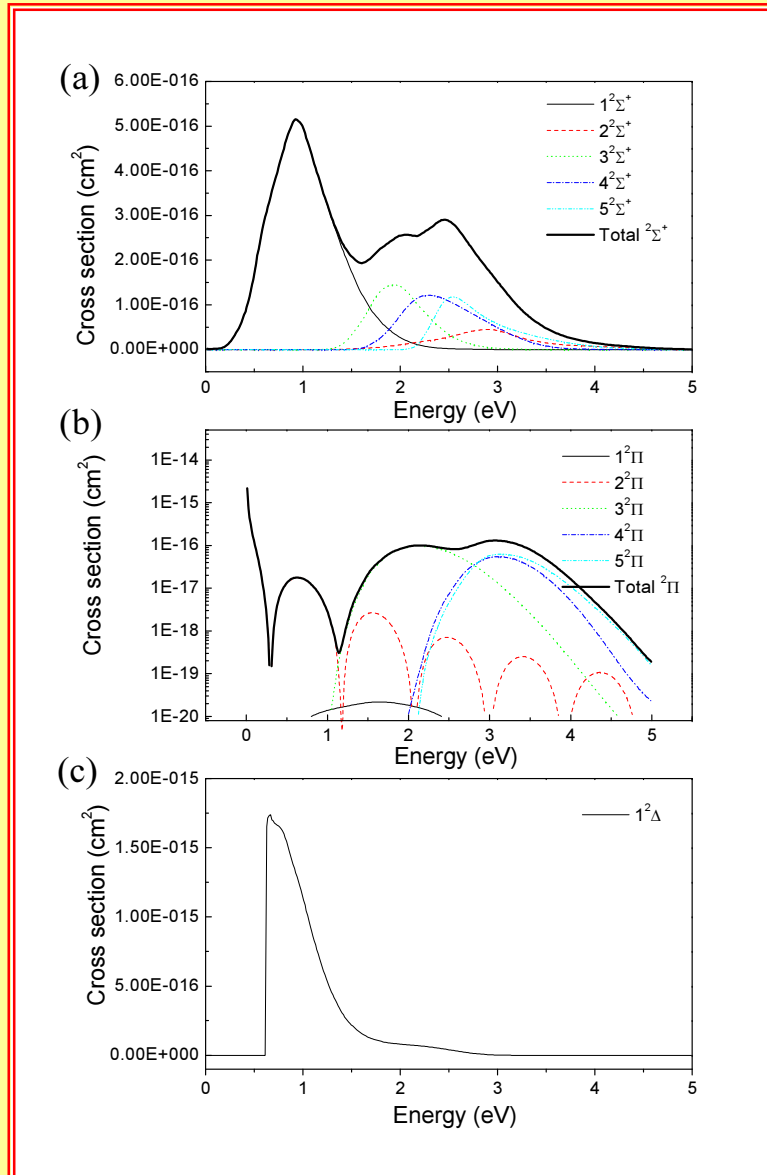 (a)
6.00E-016
5.00E-016
4.00E-016
3.00E-016
2.00E-016
1.00E-016
0.00E+000
Cross section (cm²)
1²Σ⁺
2²Σ⁺
3²Σ⁺
4²Σ⁺
5²Σ⁺
Total ²Σ⁺
0 1 2 3 4 5
Energy (eV)
(b)
1E-14
1E-15
1E-16
1E-17
1E-18
1E-19
1E-20
Cross section (cm²)
1²Π
2²Π
3²Π
4²Π
5²Π
Total ²Π
0 1 2 3 4 5
Energy (eV)
(c)
2.00E-015
1.50E-015
1.00E-015
5.00E-016
0.00E+000
Cross section (cm²)
1²Δ
0 1 2 3 4 5
Energy (eV)